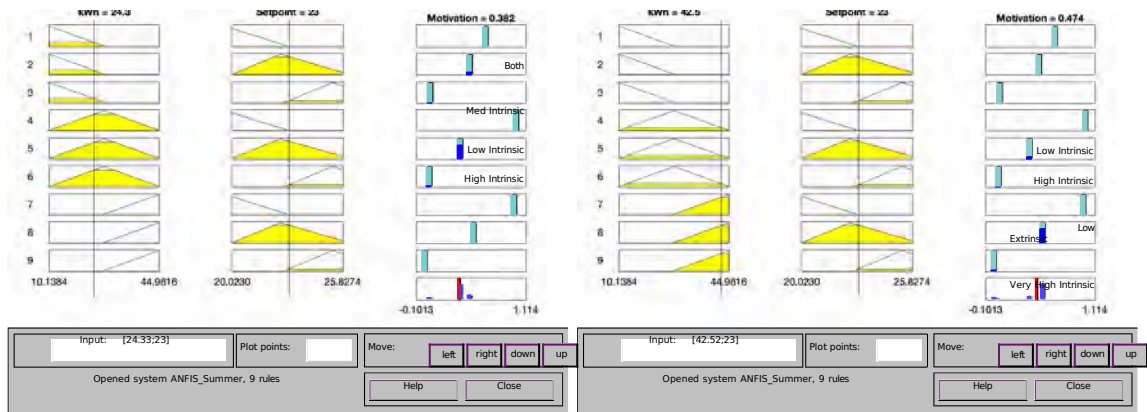 kWh = 24.3 Setpoint = 23 Motivation = 0.382
1
2 Both
3
4 Med Intrinsic
5 Low Intrinsic
6 High Intrinsic
7
8
9
10.1384 44.9616 20.0230 25.8274
-0.1013 1.114
Input: [24.33;23] Plot points: Move: left right down up
Opened system ANFIS_Summer, 9 rules Help Close
kWh = 42.5 Setpoint = 23 Motivation = 0.474
1
2
3
4
5 Low Intrinsic
6 High Intrinsic
7
8 Low
Extrinsic
9
10.1384 44.9616 20.0230 25.8274 Very High Intrinsic
-0.1013 1.114
Input: [42.52;23] Plot points: Move: left right down up
Opened system ANFIS_Summer, 9 rules Help Close